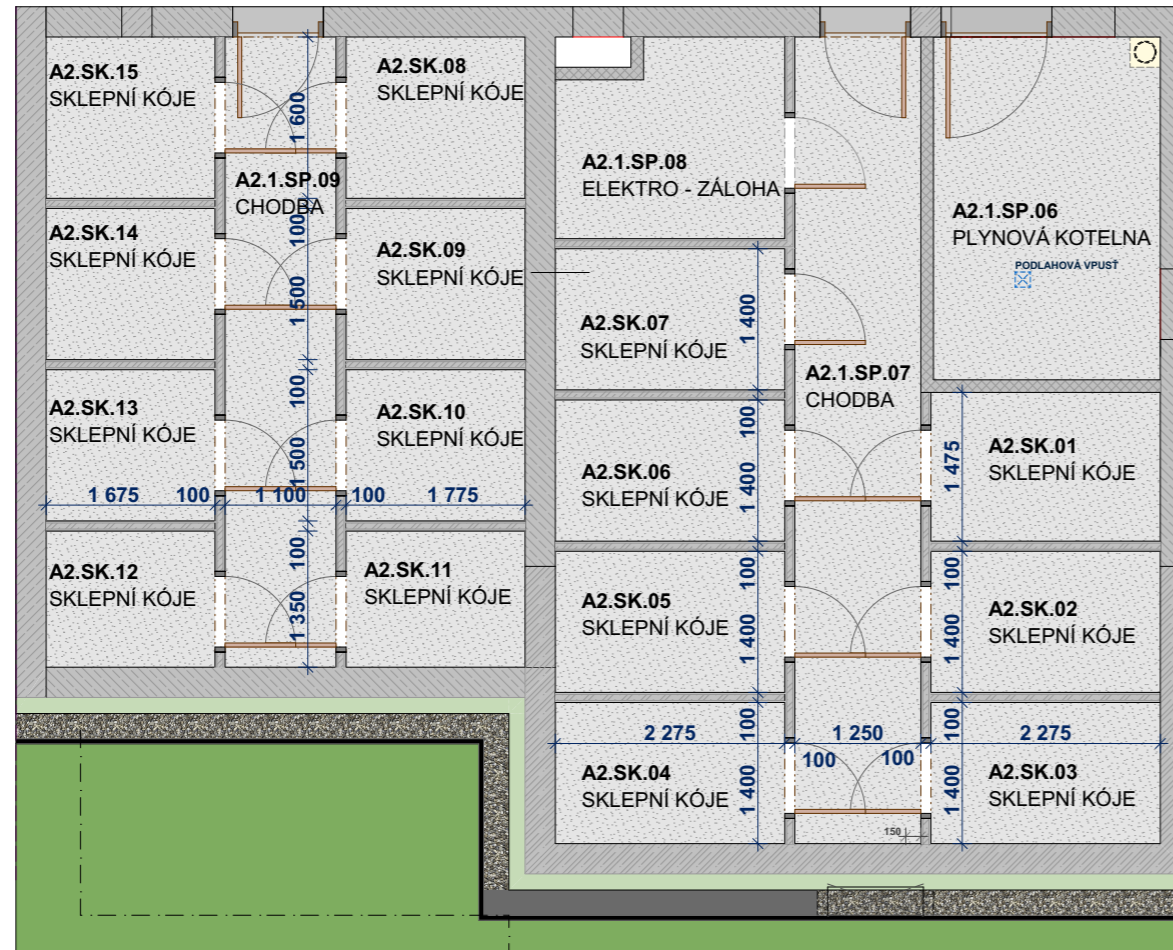 A2.SK.15
SKLEPNÍ KÓJE
A2.SK.08
SKLEPNÍ KÓJE
1 600
A2.1.SP.09
CHODBA
A2.1.SP.08
ELEKTRO - ZÁLOHA
A2.1.SP.06
PLYNOVÁ KOTELNA
PODLAHOVÁ VPUSŤ
A2.SK.14
SKLEPNÍ KÓJE
100
A2.SK.09
SKLEPNÍ KÓJE
1 500
A2.SK.07
SKLEPNÍ KÓJE
1 400
A2.1.SP.07
CHODBA
A2.SK.13
SKLEPNÍ KÓJE
100
A2.SK.10
SKLEPNÍ KÓJE
1 500
1 675
100
1 100
100
1 775
100
A2.SK.06
SKLEPNÍ KÓJE
1 400
1 475
A2.SK.01
SKLEPNÍ KÓJE
A2.SK.12
SKLEPNÍ KÓJE
100
1 350
A2.SK.11
SKLEPNÍ KÓJE
A2.SK.05
SKLEPNÍ KÓJE
100
1 400
100
1 400
A2.SK.02
SKLEPNÍ KÓJE
2 275
100
1 250
100
2 275
100
100
A2.SK.04
SKLEPNÍ KÓJE
1 400
1 400
A2.SK.03
SKLEPNÍ KÓJE
150